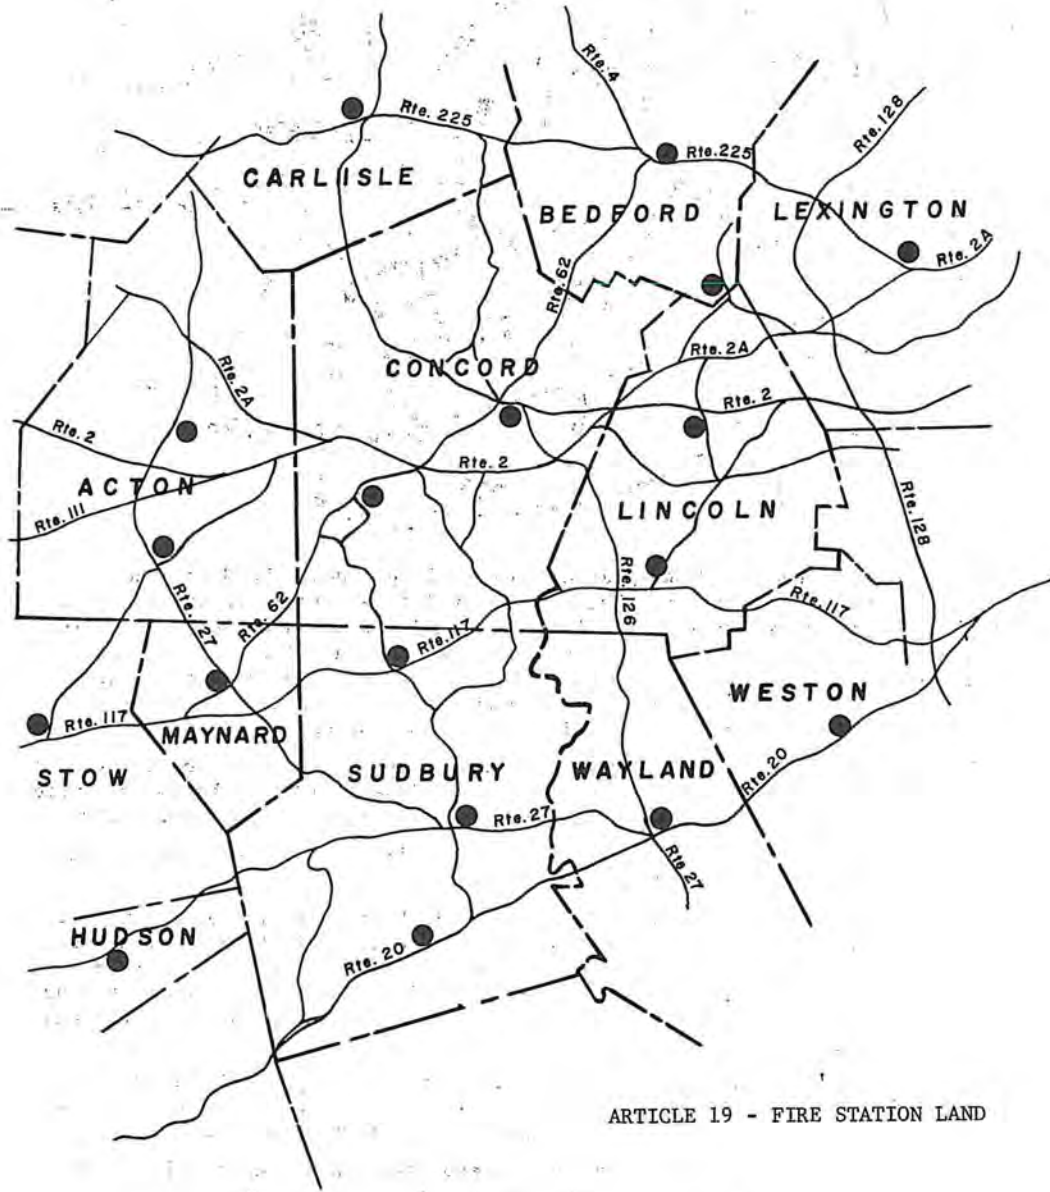 Rte. 4
Rte. 128
Rte. 225
Rte. 225
CARLISLE
BEDFORD
LEXINGTON
Rte. 2A
Rte. 62
Rte. 2A
CONCORD
Rte. 2A
Rte. 2
Rte. 2
Rte. 2
ACTON
Rte. 111
LINCOLN
Rte. 128
Rte. 62
Rte. 126
Rte. 27
Rte. 117
Rte. 117
WESTON
Rte. 117
MAYNARD
STOW
SUDBURY
WAYLAND
Rte. 20
Rte. 27
Rte 27
HUDSON
Rte. 20
ARTICLE 19 - FIRE STATION LAND